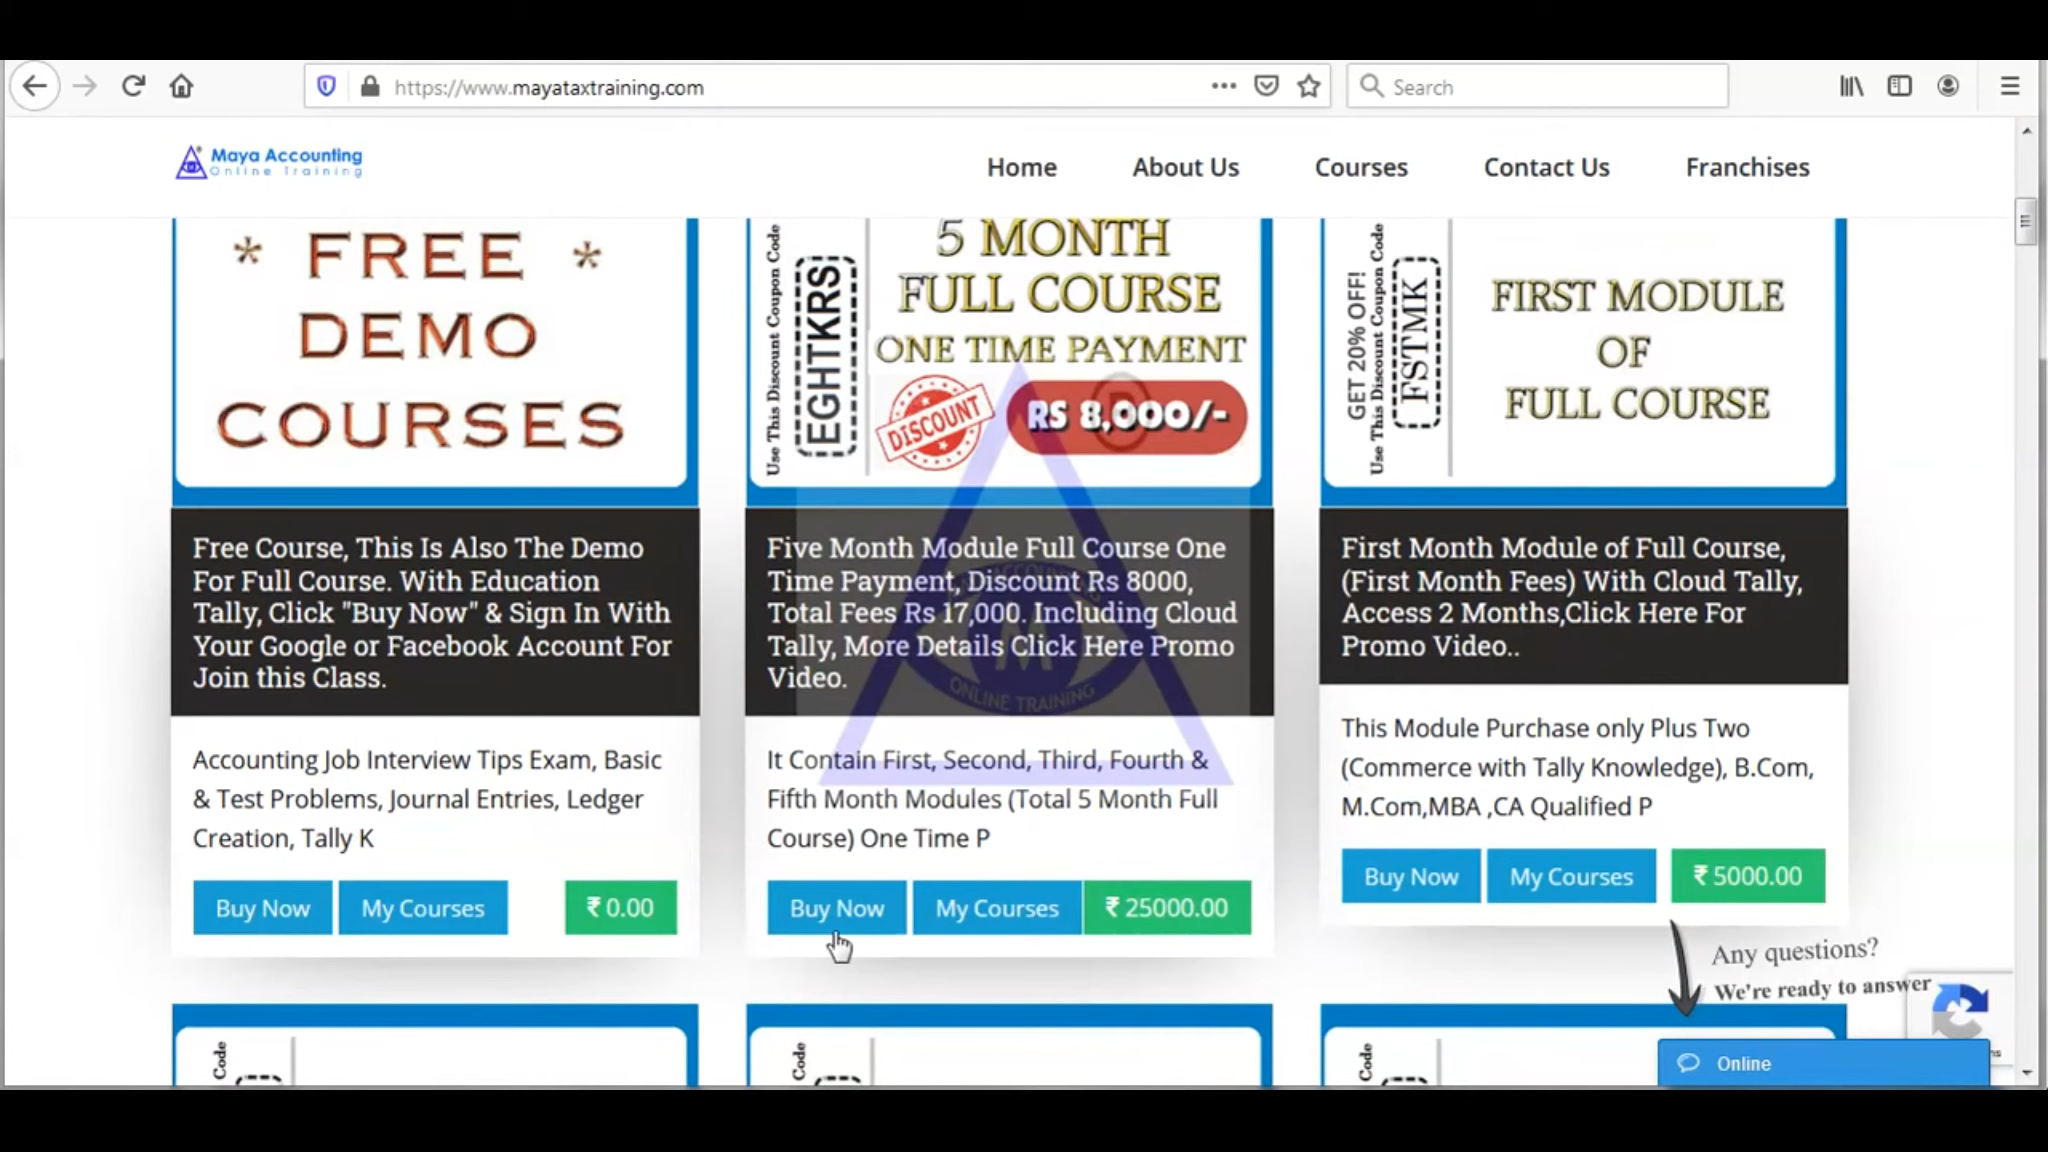 https://www.mayataxtraining.com
Search
Maya Accounting
Online Training
Home
About Us
Courses
Contact Us
Franchises
* FREE *
DEMO
COURSES
Use This Discount Coupon Code
EGHTKRS
5 MONTH
FULL COURSE
ONE TIME PAYMENT
DISCOUNT
RS 8,000/-
GET 20% OFF!
Use This Discount Coupon Code
FSTMK
FIRST MODULE
OF
FULL COURSE
Free Course, This Is Also The Demo
For Full Course. With Education
Tally, Click "Buy Now" & Sign In With
Your Google or Facebook Account For
Join this Class.
Accounting Job Interview Tips Exam, Basic
& Test Problems, Journal Entries, Ledger
Creation, Tally K
Buy Now
My Courses
₹ 0.00
Five Month Module Full Course One
Time Payment, Discount Rs 8000,
Total Fees Rs 17,000. Including Cloud
Tally, More Details Click Here Promo
Video.
ONLINE TRAINING
It Contain First, Second, Third, Fourth &
Fifth Month Modules (Total 5 Month Full
Course) One Time P
Buy Now
My Courses
₹ 25000.00
First Month Module of Full Course,
(First Month Fees) With Cloud Tally,
Access 2 Months,Click Here For
Promo Video..
This Module Purchase only Plus Two
(Commerce with Tally Knowledge), B.Com,
M.Com,MBA ,CA Qualified P
Buy Now
My Courses
₹ 5000.00
Any questions?
We're ready to answer
Code
Code
Code
Online